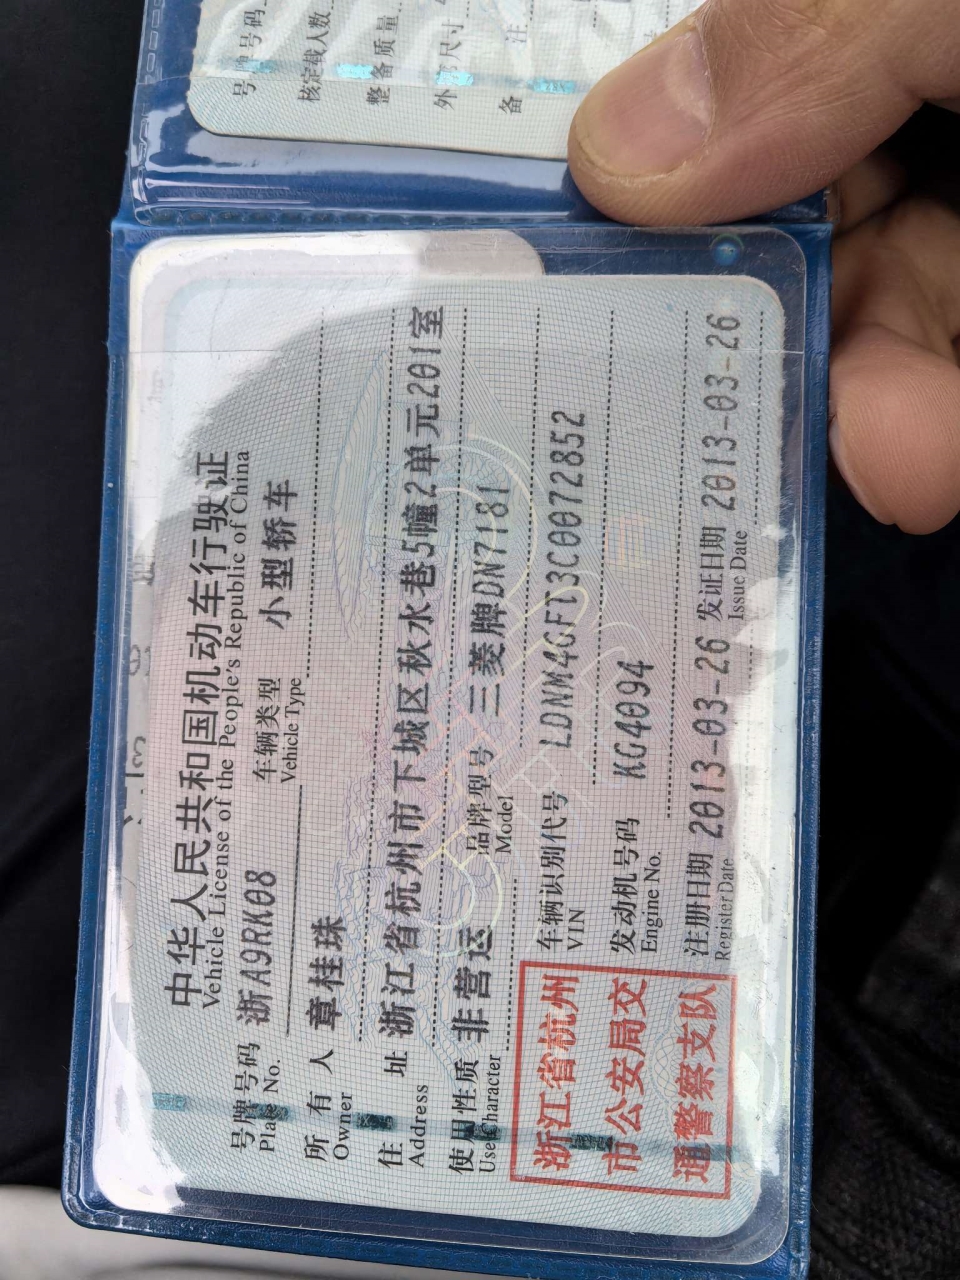 号牌号码
核定载人数
整备质量
外廓尺寸
备 注
中华人民共和国机动车行驶证
Vehicle License of the People's Republic of China
号牌号码 浙A9RK08 车辆类型 小型轿车
Plate No. Vehicle Type
所 有 人 章桂珠
Owner
住 址 浙江省杭州市下城区秋水巷5幢2单元201室
Address
使用性质 非营运 品牌型号 三菱牌DN7181
Use Character Model
浙江省杭州
市公安局交
通警察支队
车辆识别代号 LDNM4GFT3C0072852
VIN
发动机号码 KG4094
Engine No.
注册日期 2013-03-26 发证日期 2013-03-26
Register Date Issue Date